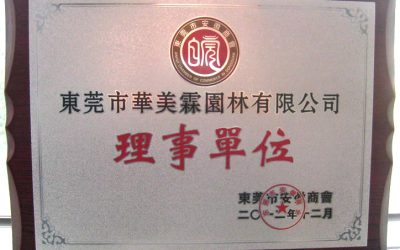 東莞市華美霖園林有限公司
理事單位
東莞市安徽商會
二〇一二年十二月